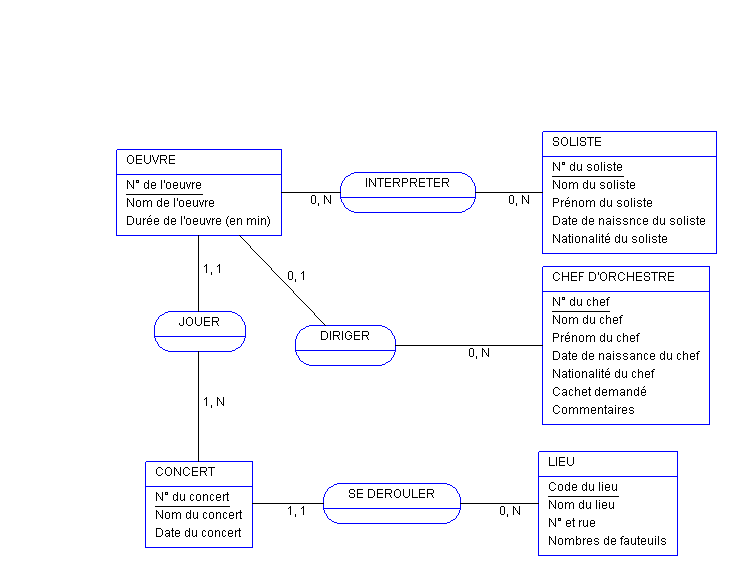 OEUVRE
N° de l'oeuvre
Nom de l'oeuvre
Durée de l'oeuvre (en min)
INTERPRETER
0, N
0, N
SOLISTE
N° du soliste
Nom du soliste
Prénom du soliste
Date de naissnce du soliste
Nationalité du soliste
1, 1
0, 1
JOUER
DIRIGER
0, N
CHEF D'ORCHESTRE
N° du chef
Nom du chef
Prénom du chef
Date de naissance du chef
Nationalité du chef
Cachet demandé
Commentaires
1, N
CONCERT
N° du concert
Nom du concert
Date du concert
SE DEROULER
1, 1
0, N
LIEU
Code du lieu
Nom du lieu
N° et rue
Nombres de fauteuils